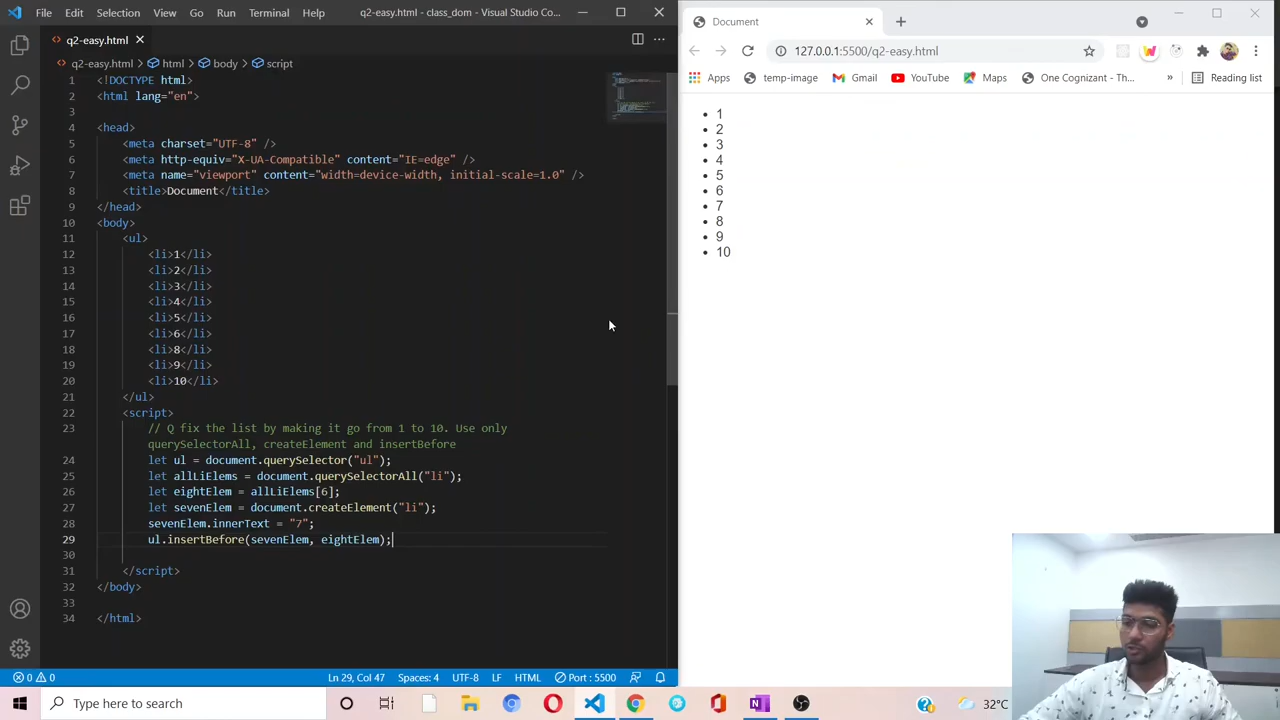 File Edit Selection View Go Run Terminal Help q2-easy.html - class_dom - Visual Studio Co...
q2-easy.html
q2-easy.html > html > body > script
1 <!DOCTYPE html>
2 <html lang="en">
3
4 <head>
5 <meta charset="UTF-8" />
6 <meta http-equiv="X-UA-Compatible" content="IE=edge" />
7 <meta name="viewport" content="width=device-width, initial-scale=1.0" />
8 <title>Document</title>
9 </head>
10 <body>
11 <ul>
12 <li>1</li>
13 <li>2</li>
14 <li>3</li>
15 <li>4</li>
16 <li>5</li>
17 <li>6</li>
18 <li>8</li>
19 <li>9</li>
20 <li>10</li>
21 </ul>
22 <script>
23 // Q fix the list by making it go from 1 to 10. Use only
querySelectorAll, createElement and insertBefore
24 let ul = document.querySelector("ul");
25 let allLiElems = document.querySelectorAll("li");
26 let eightElem = allLiElems[6];
27 let sevenElem = document.createElement("li");
28 sevenElem.innerText = "7";
29 ul.insertBefore(sevenElem, eightElem);
30
31 </script>
32 </body>
33
34 </html>
0 0 Ln 29, Col 47 Spaces: 4 UTF-8 LF HTML Port : 5500
Document
127.0.0.1:5500/q2-easy.html
Apps temp-image Gmail YouTube Maps One Cognizant - Th... » Reading list
• 1
• 2
• 3
• 4
• 5
• 6
• 7
• 8
• 9
• 10
Type here to search 32°C